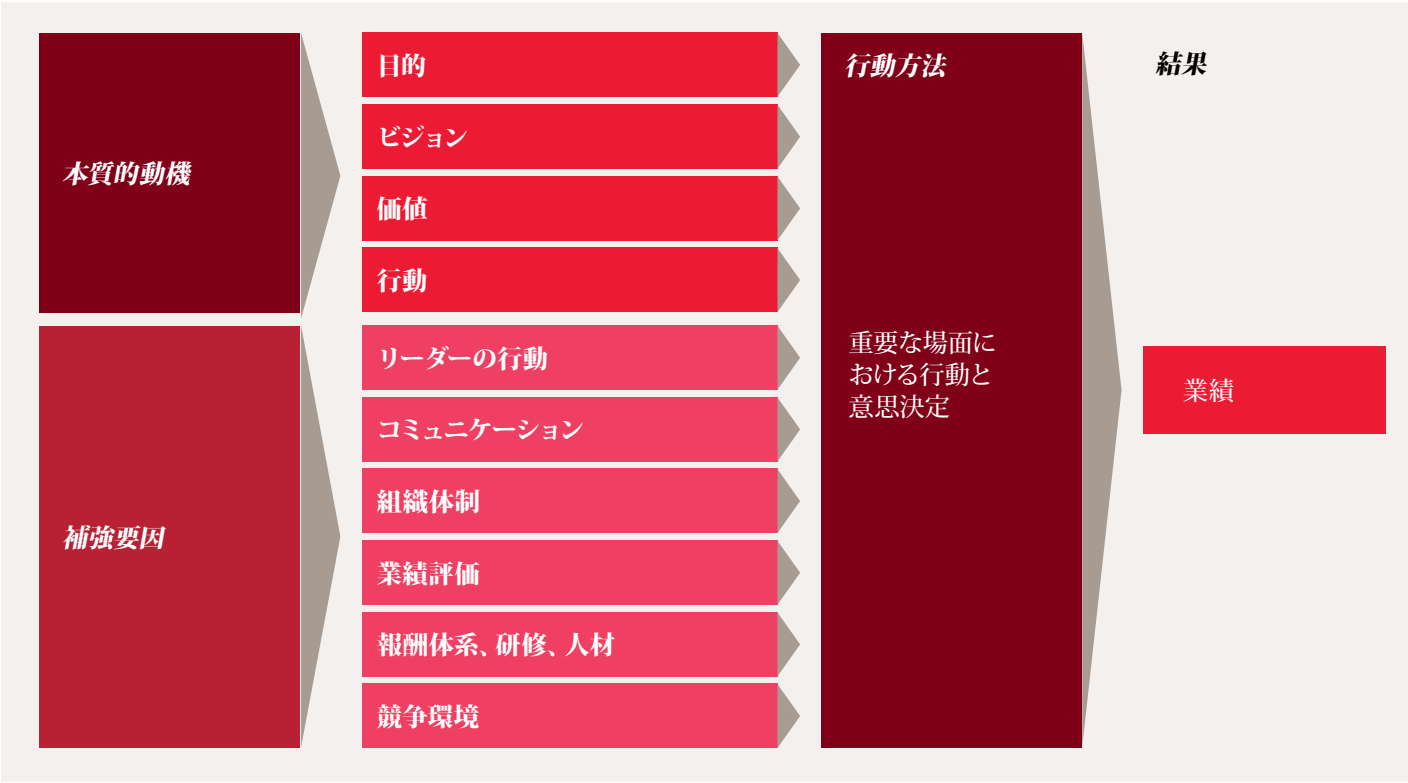 本質的動機
目的
ビジョン
価値
行動
補強要因
リーダーの行動
コミュニケーション
組織体制
業績評価
報酬体系、研修、人材
競争環境
行動方法
重要な場面に
おける行動と
意思決定
結果
業績